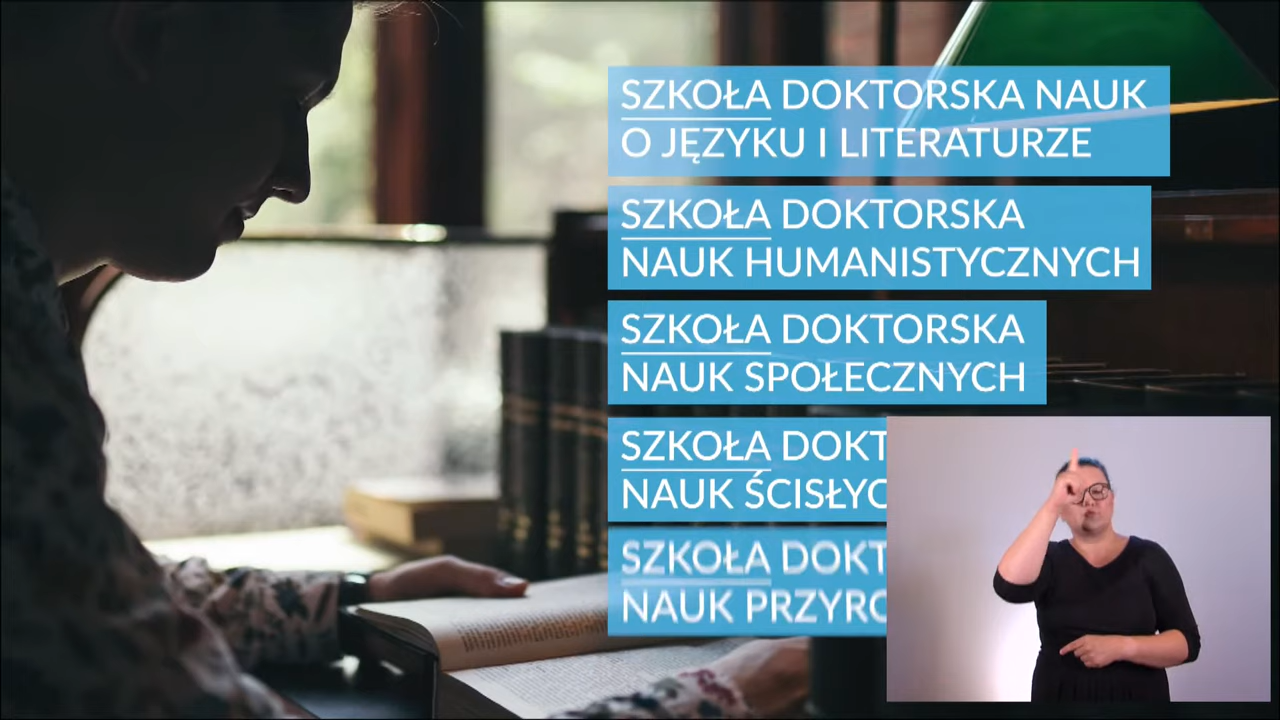 SZKOŁA DOKTORSKA NAUK
O JĘZYKU I LITERATURZE
SZKOŁA DOKTORSKA
NAUK HUMANISTYCZNYCH
SZKOŁA DOKTORSKA
NAUK SPOŁECZNYCH
SZKOŁA DOKT
NAUK ŚCISŁYC
SZKOŁA DOKT
NAUK PRZYRO